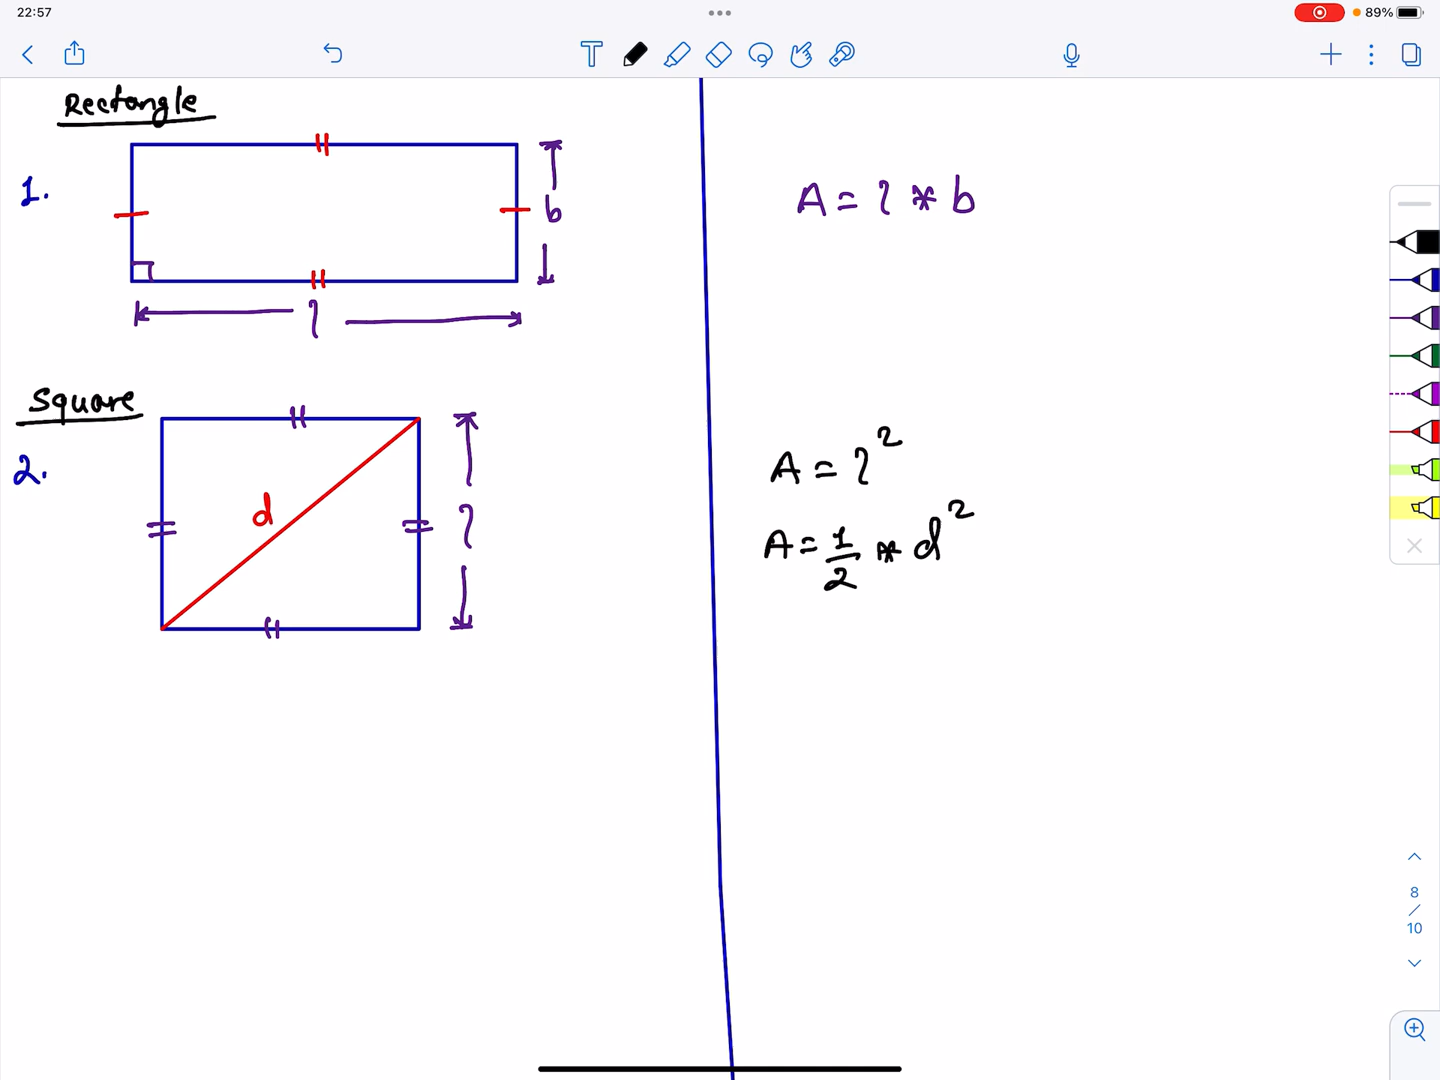 22:57
89%
Rectangle
1.
b
l
A = l * b
Square
2.
d
l
A = l²
A = 1/2 * d²
8
/
10